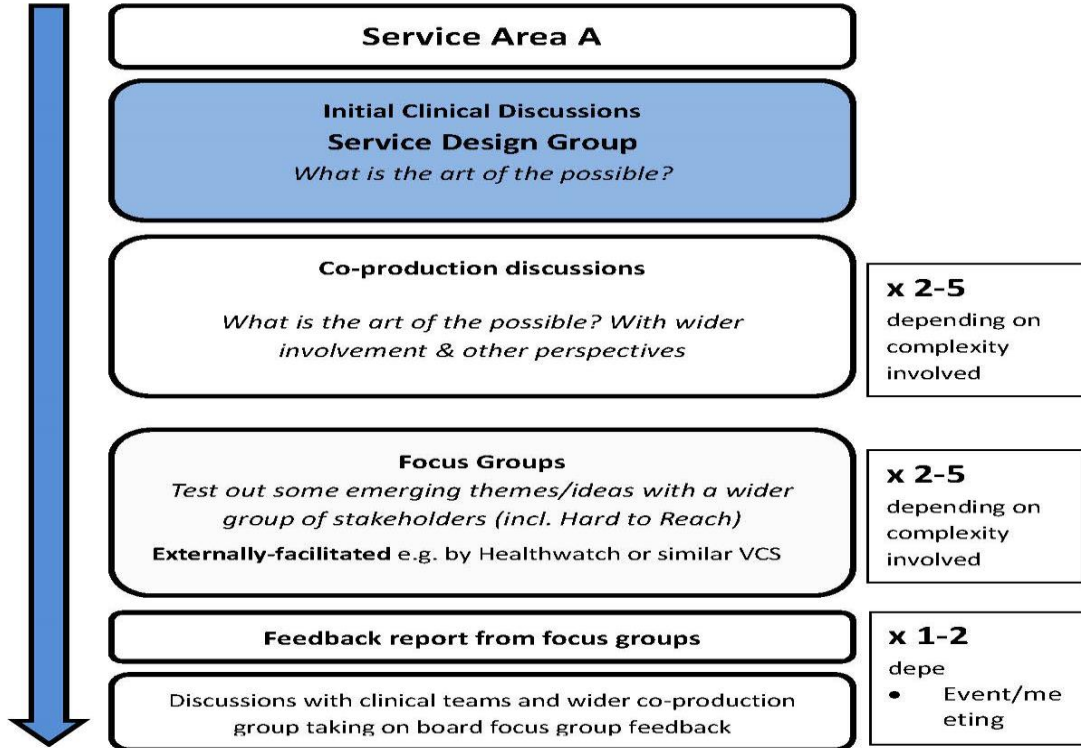 Service Area A
Initial Clinical Discussions
Service Design Group
What is the art of the possible?
Co-production discussions
What is the art of the possible? With wider
involvement & other perspectives
x 2-5
depending on
complexity
involved
Focus Groups
Test out some emerging themes/ideas with a wider
group of stakeholders (incl. Hard to Reach)
Externally-facilitated e.g. by Healthwatch or similar VCS
x 2-5
depending on
complexity
involved
Feedback report from focus groups
Discussions with clinical teams and wider co-production
group taking on board focus group feedback
x 1-2
depe
• Event/me
eting